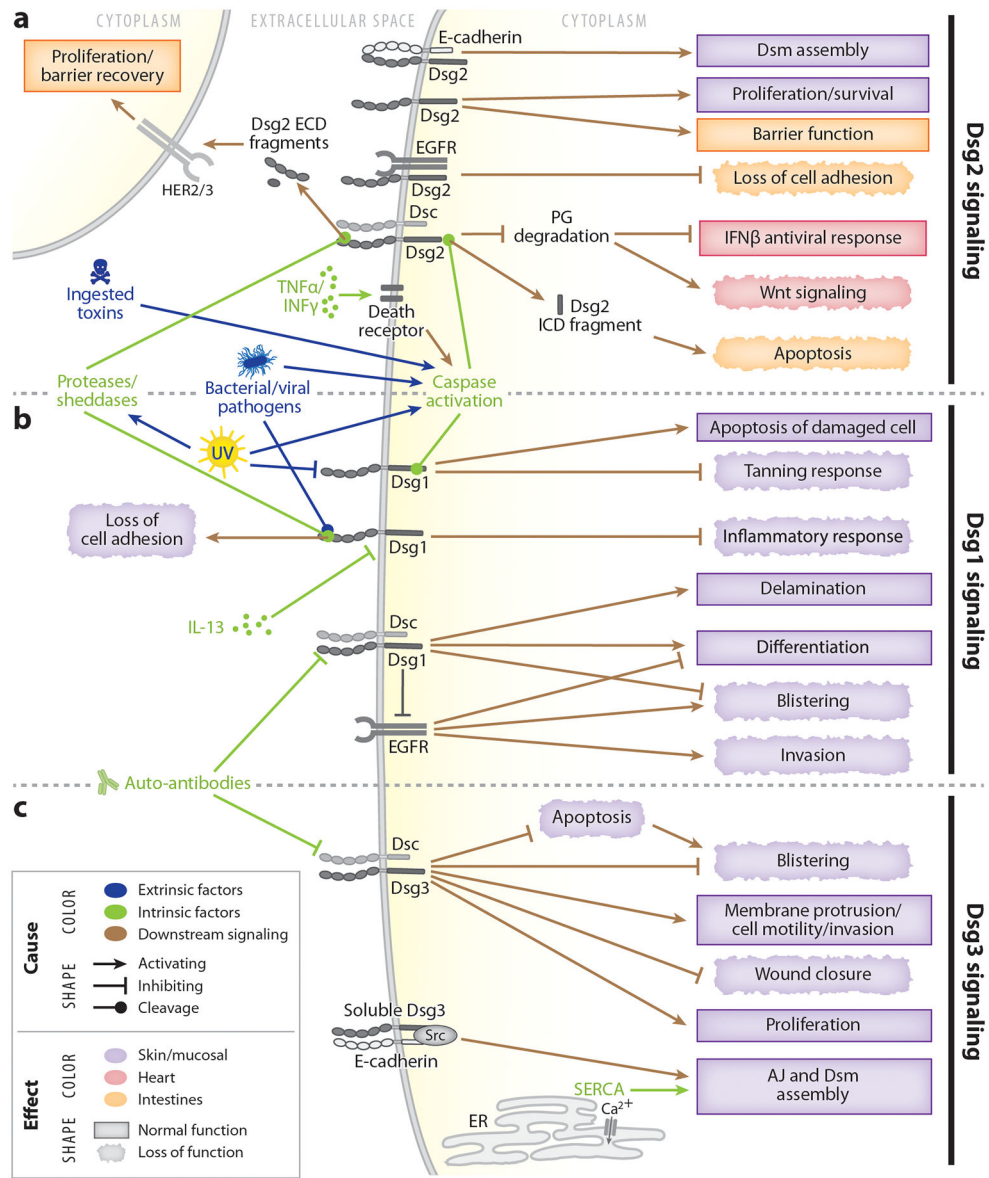 a
CYTOPLASM
EXTRACELLULAR SPACE
CYTOPLASM
Proliferation/
barrier recovery
HER2/3
Dsg2 ECD
fragments
E-cadherin
Dsg2
Dsm assembly
Dsg2
Proliferation/survival
Barrier function
EGFR
Dsg2
Loss of cell adhesion
Dsc
Dsg2
PG
degradation
IFNβ antiviral response
Wnt signaling
Dsg2
ICD fragment
Apoptosis
Dsg2 signaling
Ingested
toxins
TNFα/
INFγ
Death
receptor
Proteases/
sheddases
Bacterial/viral
pathogens
Caspase
activation
b
UV
Dsg1
Apoptosis of damaged cell
Tanning response
Loss of
cell adhesion
Dsg1
Inflammatory response
IL-13
Dsc
Dsg1
EGFR
Delamination
Differentiation
Blistering
Invasion
Dsg1 signaling
Auto-antibodies
c
Dsc
Dsg3
Apoptosis
Blistering
Membrane protrusion/
cell motility/invasion
Wound closure
Proliferation
Soluble Dsg3
Src
E-cadherin
AJ and Dsm
assembly
SERCA
Ca2+
ER
Dsg3 signaling
Cause
COLOR
Extrinsic factors
Intrinsic factors
Downstream signaling
SHAPE
Activating
Inhibiting
Cleavage
Effect
COLOR
Skin/mucosal
Heart
Intestines
SHAPE
Normal function
Loss of function